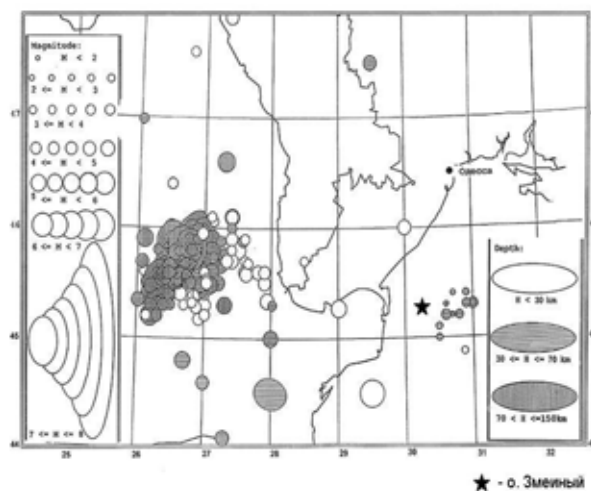 Magnitude:
M < 2
2 <= M < 3
3 <= M < 4
4 <= M < 5
5 <= M < 6
6 <= M < 7
7 <= M <= 8
47
46
45
44
Одесса
Depth:
H < 30 km
30 <= H <= 70 km
70 < H <=150km
25 26 27 28 29 30 31 32
★ - о. Змеиный